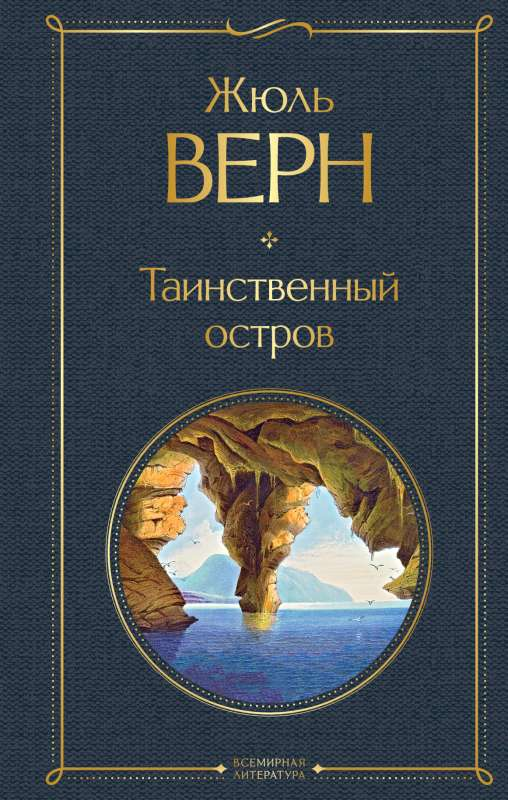 Жюль
ВЕРН
Таинственный
остров
ВСЕМИРНАЯ
ЛИТЕРАТУРА